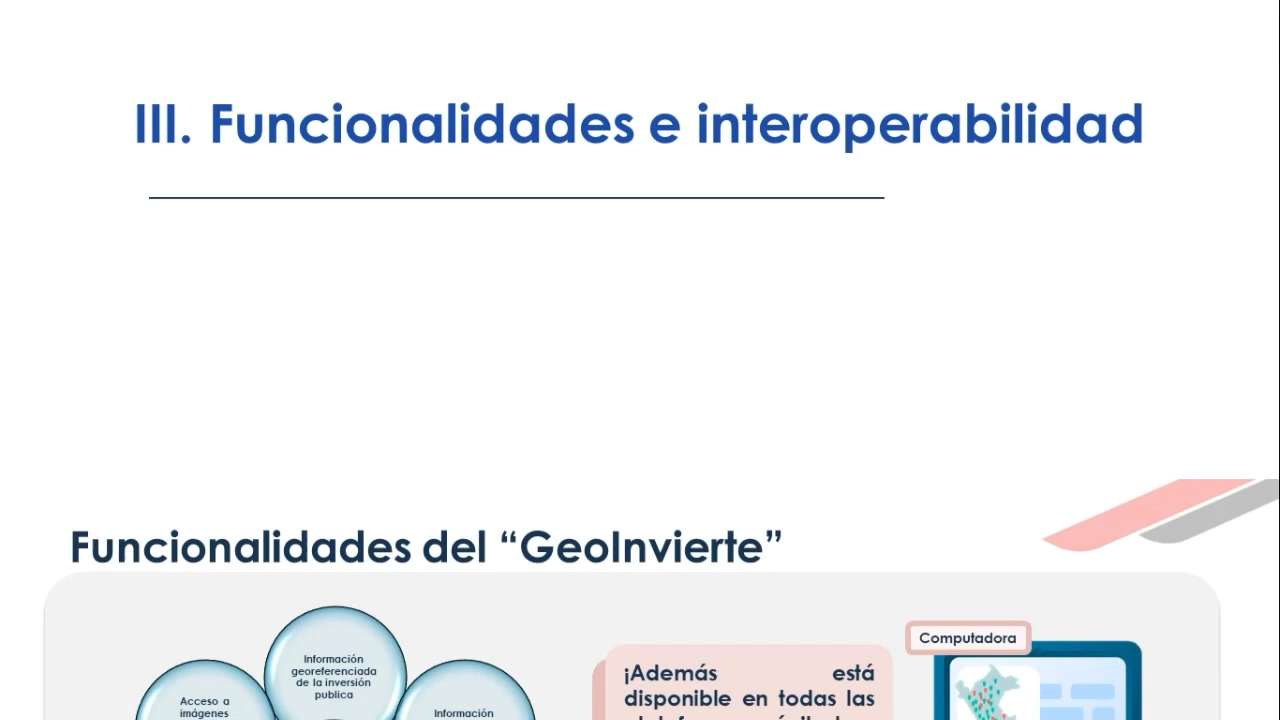 III. Funcionalidades e interoperabilidad
Funcionalidades del “GeoInvierte”
Información
georeferenciada
de la inversión
publica
Acceso a
imágenes
Información
¡Además está
disponible en todas las
Computadora